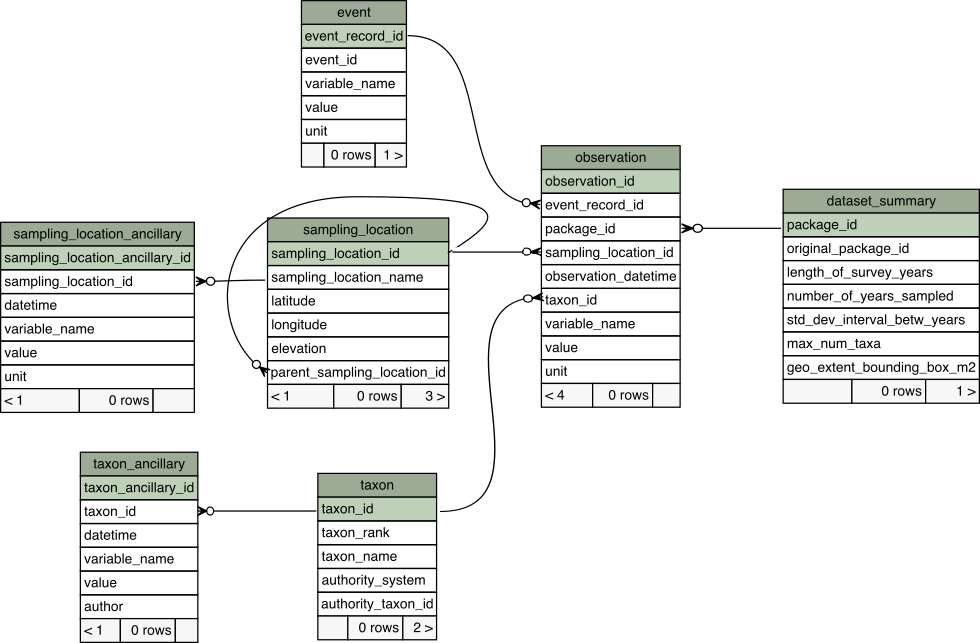 event
event_record_id
event_id
variable_name
value
unit
0 rows 1 >
observation
observation_id
event_record_id
package_id
sampling_location_id
observation_datetime
taxon_id
variable_name
value
unit
< 4 0 rows
dataset_summary
package_id
original_package_id
length_of_survey_years
number_of_years_sampled
std_dev_interval_betw_years
max_num_taxa
geo_extent_bounding_box_m2
0 rows 1 >
sampling_location_ancillary
sampling_location_ancillary_id
sampling_location_id
datetime
variable_name
value
unit
< 1 0 rows
sampling_location
sampling_location_id
sampling_location_name
latitude
longitude
elevation
parent_sampling_location_id
< 1 0 rows 3 >
taxon_ancillary
taxon_ancillary_id
taxon_id
datetime
variable_name
value
author
< 1 0 rows
taxon
taxon_id
taxon_rank
taxon_name
authority_system
authority_taxon_id
0 rows 2 >